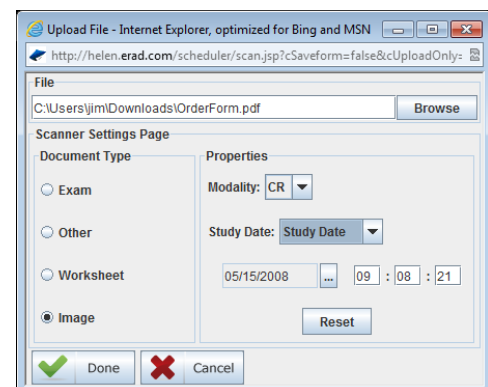 Upload File - Internet Explorer, optimized for Bing and MSN
http://helen.erad.com/scheduler/scan.jsp?cSaveform=false&cUploadOnly=
File
C:\Users\jim\Downloads\OrderForm.pdf Browse
Scanner Settings Page
Document Type Properties
Exam Modality: CR
Other Study Date: Study Date
Worksheet 05/15/2008 ... 09 : 08 : 21
Image Reset
Done Cancel